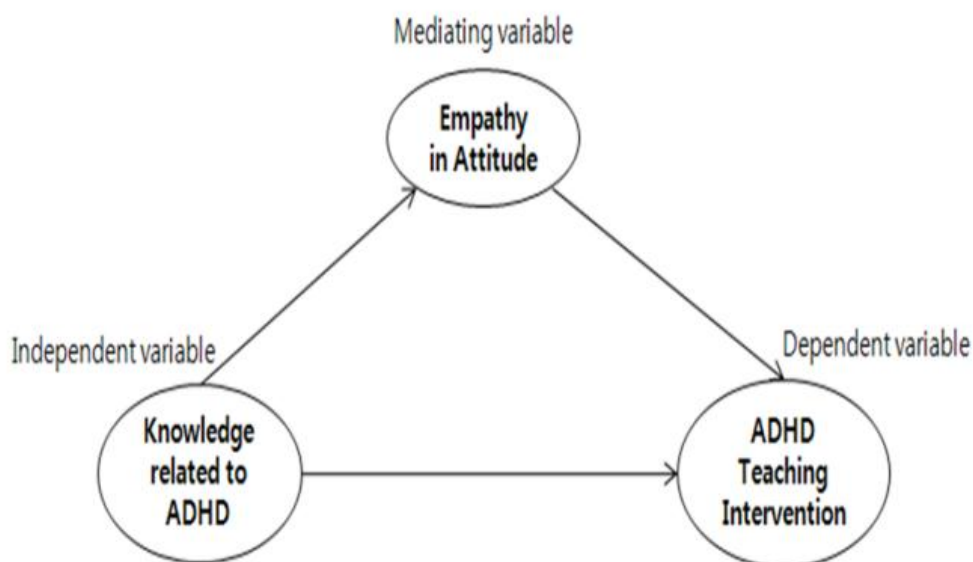 Mediating variable
Empathy
in Attitude
Independent variable
Dependent variable
Knowledge
related to
ADHD
ADHD
Teaching
Intervention